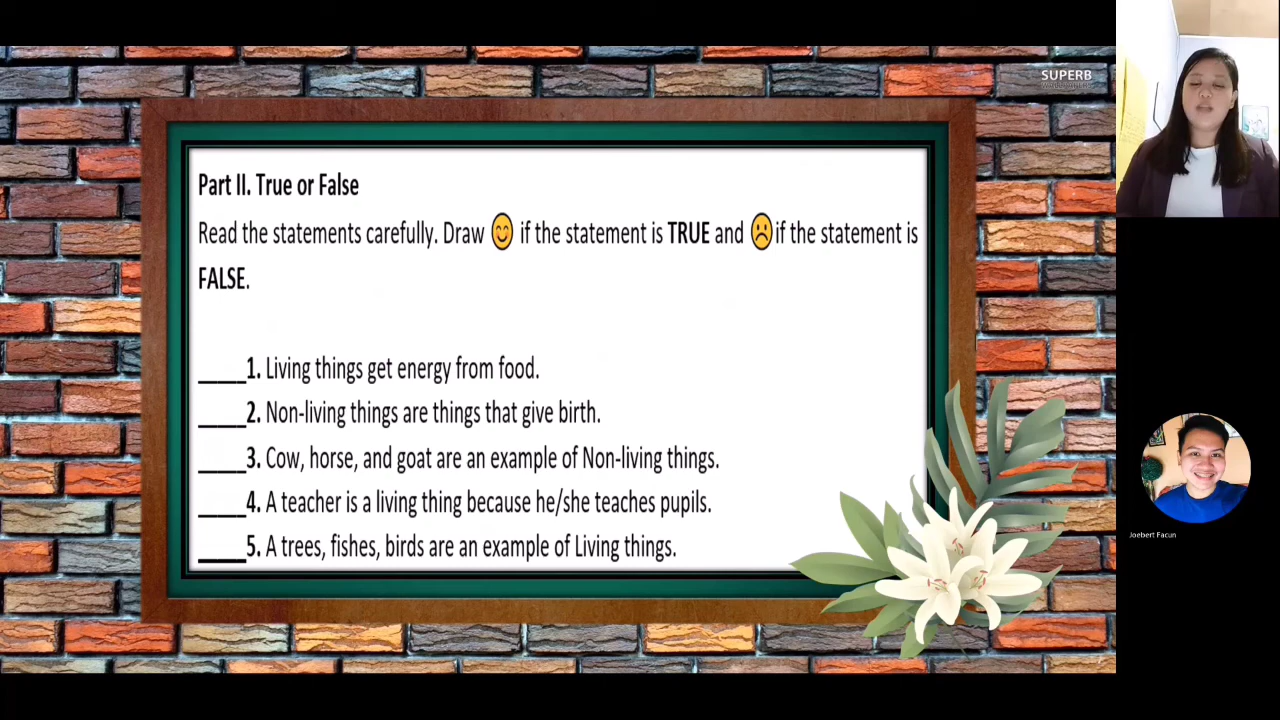 SUPERB
Part II. True or False
Read the statements carefully. Draw 😊 if the statement is TRUE and ☹ if the statement is
FALSE.
_____1. Living things get energy from food.
_____2. Non-living things are things that give birth.
_____3. Cow, horse, and goat are an example of Non-living things.
_____4. A teacher is a living thing because he/she teaches pupils.
_____5. A trees, fishes, birds are an example of Living things.
Joebert Facun